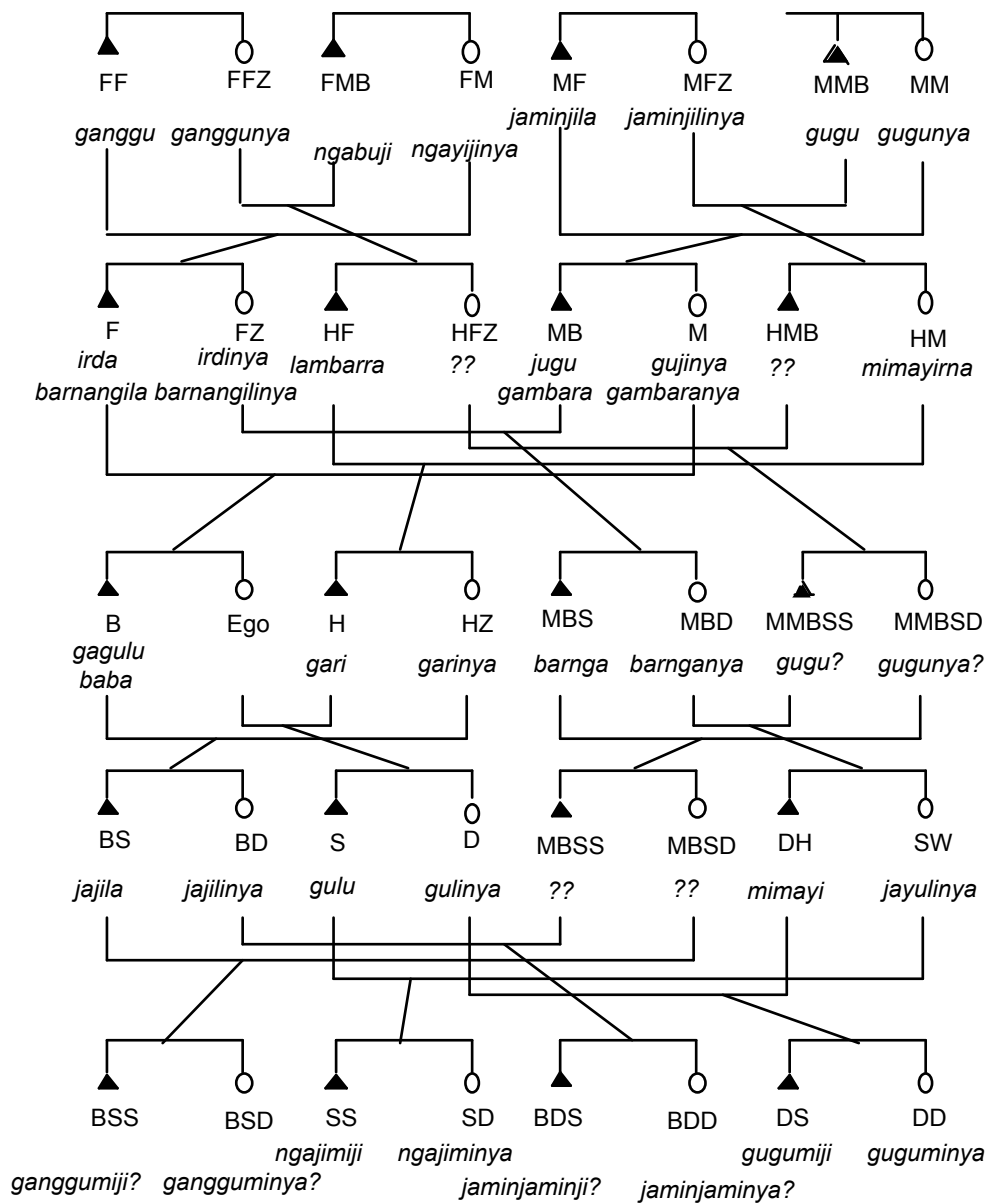 FF FFZ FMB FM MF MFZ MMB MM
ganggu ganggunya ngabuji ngayijinya jaminjila jaminjilinya gugu gugunya
F FZ HF HFZ MB M HMB HM
irda irdinya lambarra ?? jugu gujinya ?? mimayirna
barnangila barnangilinya gambara gambaranya
B Ego H HZ MBS MBD MMBSS MMBSD
gagulu gari garinya barnga barnganya gugu? gugunya?
baba
BS BD S D MBSS MBSD DH SW
jajila jajilinya gulu gulinya ?? ?? mimayi jayulinya
BSS BSD SS SD BDS BDD DS DD
ngajimiji ngajiminya gugumiji guguminya
ganggumiji? gangguminya? jaminjaminji? jaminjaminya?